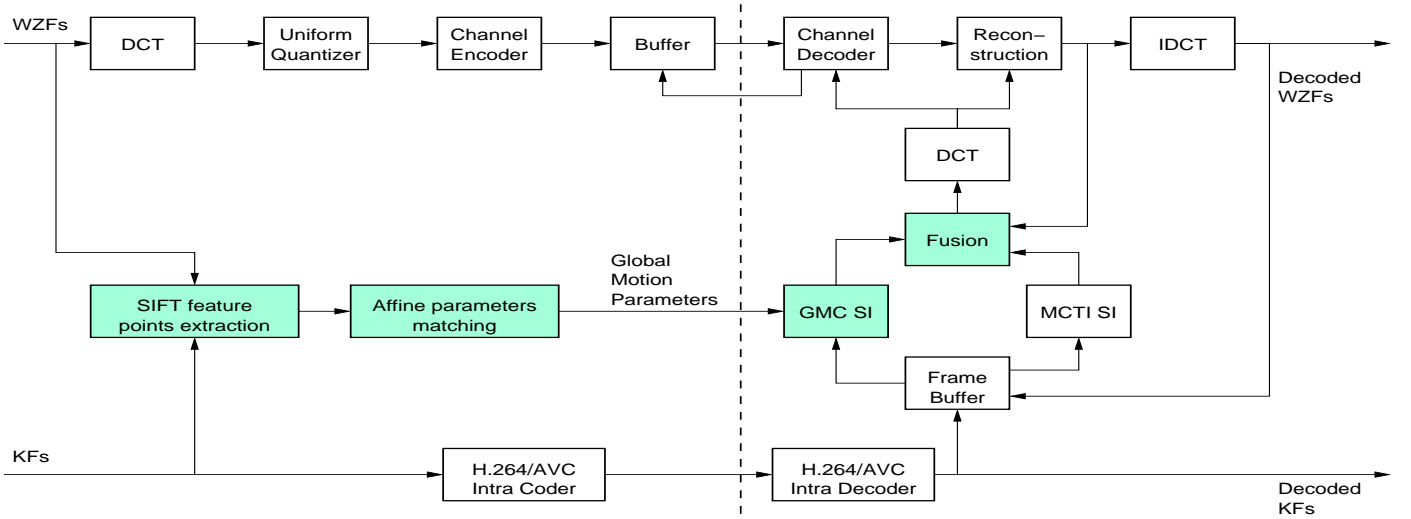 WZFs
DCT
Uniform
Quantizer
Channel
Encoder
Buffer
Channel
Decoder
Recon–
struction
IDCT
Decoded
WZFs
DCT
Fusion
Global
Motion
Parameters
SIFT feature
points extraction
Affine parameters
matching
GMC SI
MCTI SI
Frame
Buffer
KFs
H.264/AVC
Intra Coder
H.264/AVC
Intra Decoder
Decoded
KFs